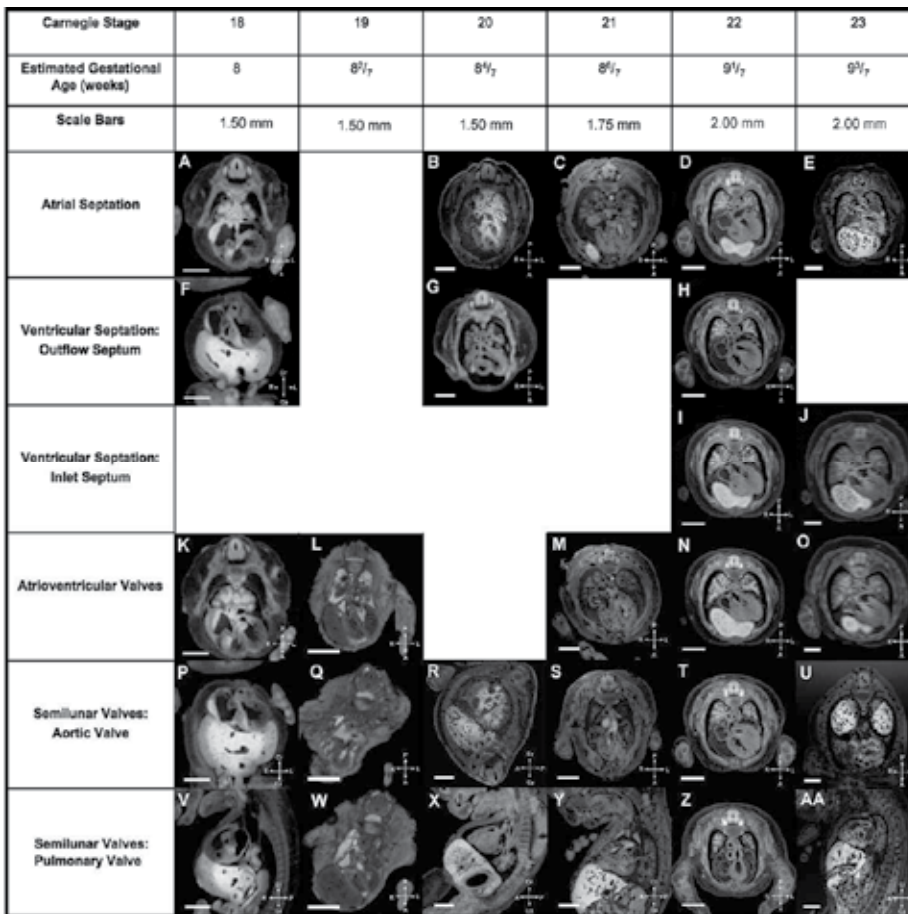 Carnegie Stage 18 19 20 21 22 23
Estimated Gestational
Age (weeks) 8 8²/₇ 8⁴/₇ 8⁶/₇ 9¹/₇ 9³/₇
Scale Bars 1.50 mm 1.50 mm 1.50 mm 1.75 mm 2.00 mm 2.00 mm
Atrial Septation
A B C D E
Ventricular Septation:
Outflow Septum
F G H
Ventricular Septation:
Inlet Septum
I J
Atrioventricular Valves
K L M N O
Semilunar Valves:
Aortic Valve
P Q R S T U
Semilunar Valves:
Pulmonary Valve
V W X Y Z AA